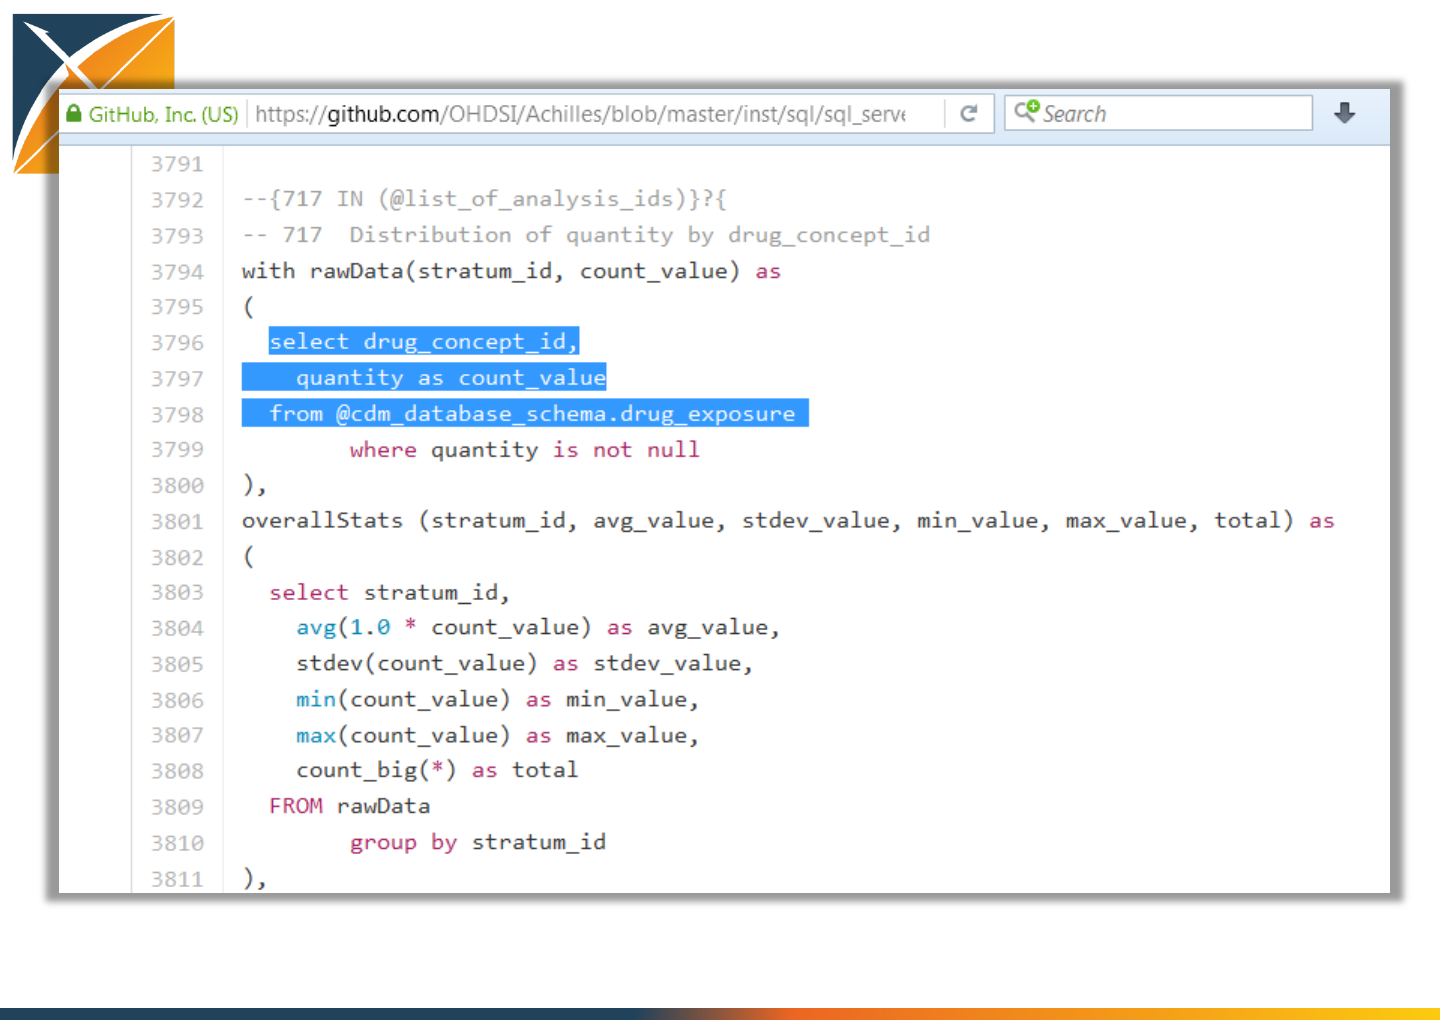 GitHub, Inc. (US) https://github.com/OHDSI/Achilles/blob/master/inst/sql/sql_serve Search
3791
3792 --{717 IN (@list_of_analysis_ids)}?{
3793 -- 717  Distribution of quantity by drug_concept_id
3794 with rawData(stratum_id, count_value) as
3795 (
3796   select drug_concept_id,
3797     quantity as count_value
3798   from @cdm_database_schema.drug_exposure
3799         where quantity is not null
3800 ),
3801 overallStats (stratum_id, avg_value, stdev_value, min_value, max_value, total) as
3802 (
3803   select stratum_id,
3804     avg(1.0 * count_value) as avg_value,
3805     stdev(count_value) as stdev_value,
3806     min(count_value) as min_value,
3807     max(count_value) as max_value,
3808     count_big(*) as total
3809   FROM rawData
3810         group by stratum_id
3811 ),